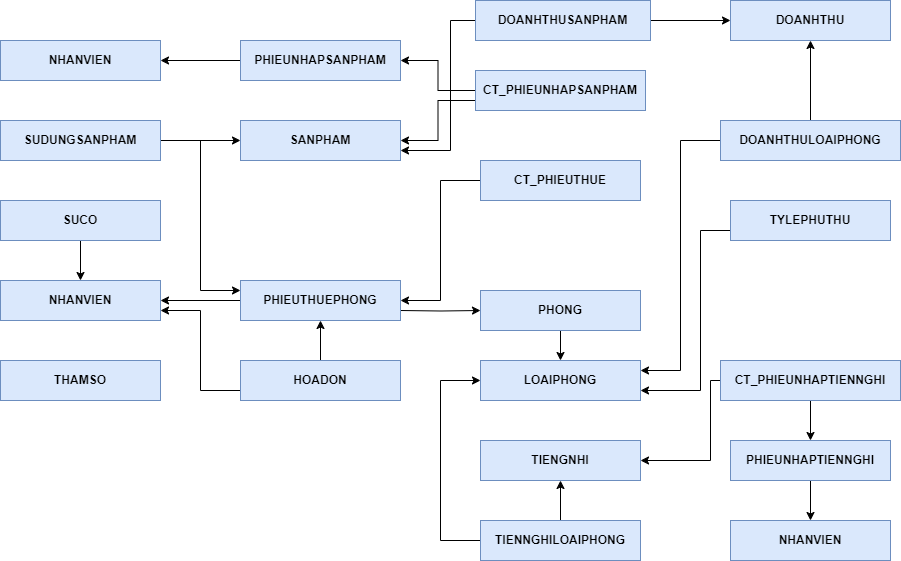 DOANHTHUSANPHAM
DOANHTHU
NHANVIEN
PHIEUNHAPSANPHAM
CT_PHIEUNHAPSANPHAM
SUDUNGSANPHAM
SANPHAM
DOANHTHULOAIPHONG
CT_PHIEUTHUE
SUCO
TYLEPHUTHU
NHANVIEN
PHIEUTHUEPHONG
PHONG
THAMSO
HOADON
LOAIPHONG
CT_PHIEUNHAPTIENNGHI
TIENGNHI
PHIEUNHAPTIENNGHI
TIENNGHILOAIPHONG
NHANVIEN